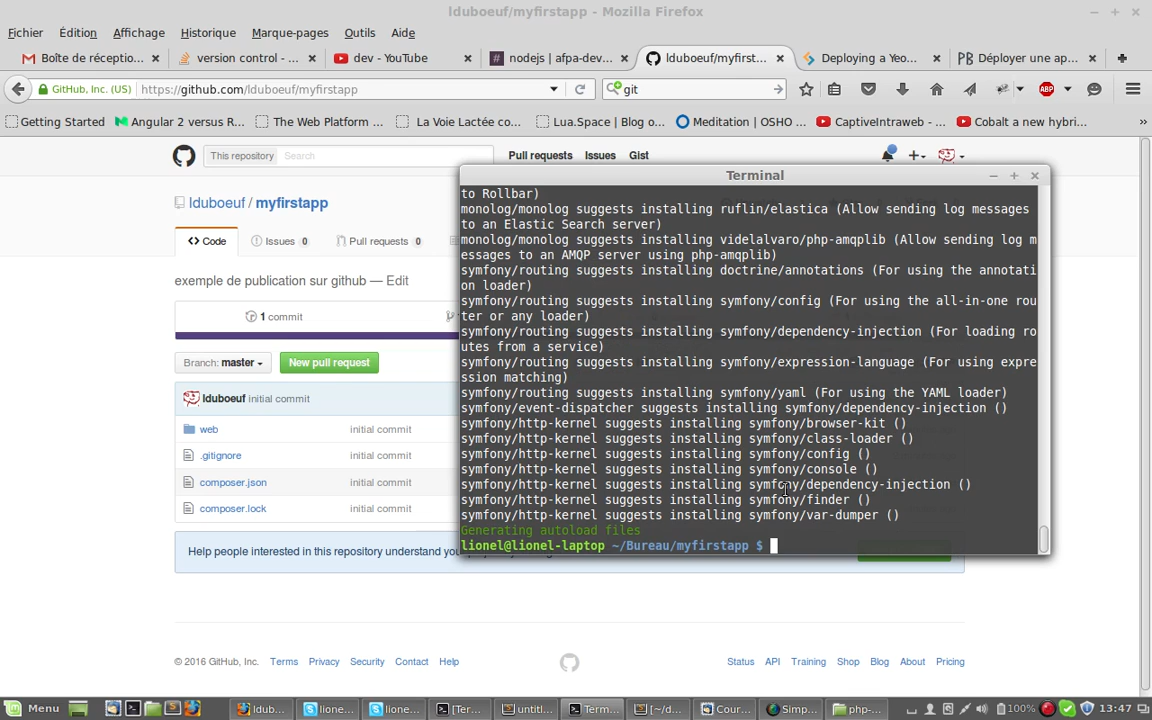 lduboeuf/myfirstapp - Mozilla Firefox
Fichier Édition Affichage Historique Marque-pages Outils Aide
Boîte de réceptio... version control - ... dev - YouTube nodejs | afpa-dev... lduboeuf/myfirst... Deploying a Yeo... Déployer une ap...
GitHub, Inc. (US) https://github.com/lduboeuf/myfirstapp git
Getting Started Angular 2 versus R... The Web Platform ... La Voie Lactée co... Lua.Space | Blog o... Meditation | OSHO ... CaptiveIntraweb - ... Cobalt a new hybri... »
This repository Search Pull requests Issues Gist
lduboeuf / myfirstapp
Code Issues 0 Pull requests 0
exemple de publication sur github — Edit
1 commit
Branch: master New pull request
lduboeuf initial commit
web initial commit
.gitignore initial commit
composer.json initial commit
composer.lock initial commit
Help people interested in this repository understand
© 2016 GitHub, Inc. Terms Privacy Security Contact Help Status API Training Shop Blog About Pricing
Terminal
to Rollbar)
monolog/monolog suggests installing ruflin/elastica (Allow sending log messages
to an Elastic Search server)
monolog/monolog suggests installing videlalvaro/php-amqplib (Allow sending log m
essages to an AMQP server using php-amqplib)
symfony/routing suggests installing doctrine/annotations (For using the annotati
on loader)
symfony/routing suggests installing symfony/config (For using the all-in-one rou
ter or any loader)
symfony/routing suggests installing symfony/dependency-injection (For loading ro
utes from a service)
symfony/routing suggests installing symfony/expression-language (For using expre
ssion matching)
symfony/routing suggests installing symfony/yaml (For using the YAML loader)
symfony/event-dispatcher suggests installing symfony/dependency-injection ()
symfony/http-kernel suggests installing symfony/browser-kit ()
symfony/http-kernel suggests installing symfony/class-loader ()
symfony/http-kernel suggests installing symfony/config ()
symfony/http-kernel suggests installing symfony/console ()
symfony/http-kernel suggests installing symfony/dependency-injection ()
symfony/http-kernel suggests installing symfony/finder ()
symfony/http-kernel suggests installing symfony/var-dumper ()
Generating autoload files
lionel@lionel-laptop ~/Bureau/myfirstapp $
Menu ldub... lione... lione... [Ter... untitl... Term... [~/d... Cour... Simp... php-... 100% 13:47